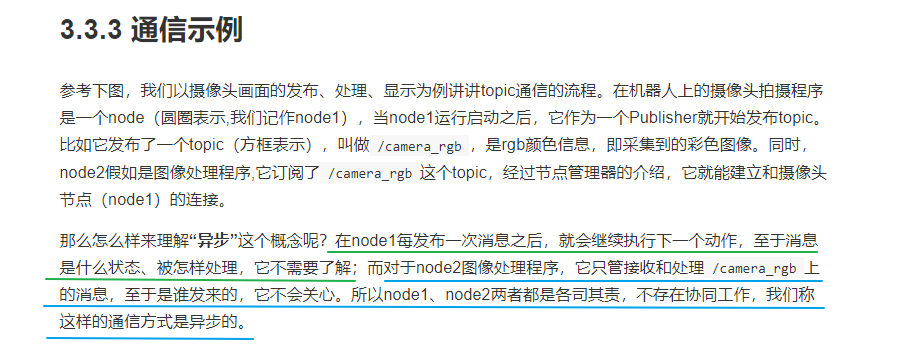 3.3.3 通信示例
参考下图，我们以摄像头画面的发布、处理、显示为例讲讲topic通信的流程。在机器人上的摄像头拍摄程序
是一个node（圆圈表示,我们记作node1），当node1运行启动之后，它作为一个Publisher就开始发布topic。
比如它发布了一个topic（方框表示），叫做 /camera_rgb ，是rgb颜色信息，即采集到的彩色图像。同时，
node2假如是图像处理程序,它订阅了 /camera_rgb 这个topic，经过节点管理器的介绍，它就能建立和摄像头
节点（node1）的连接。
那么怎么样来理解“异步”这个概念呢？在node1每发布一次消息之后，就会继续执行下一个动作，至于消息
是什么状态、被怎样处理，它不需要了解；而对于node2图像处理程序，它只管接收和处理 /camera_rgb 上
的消息，至于是谁发来的，它不会关心。所以node1、node2两者都是各司其责，不存在协同工作，我们称
这样的通信方式是异步的。